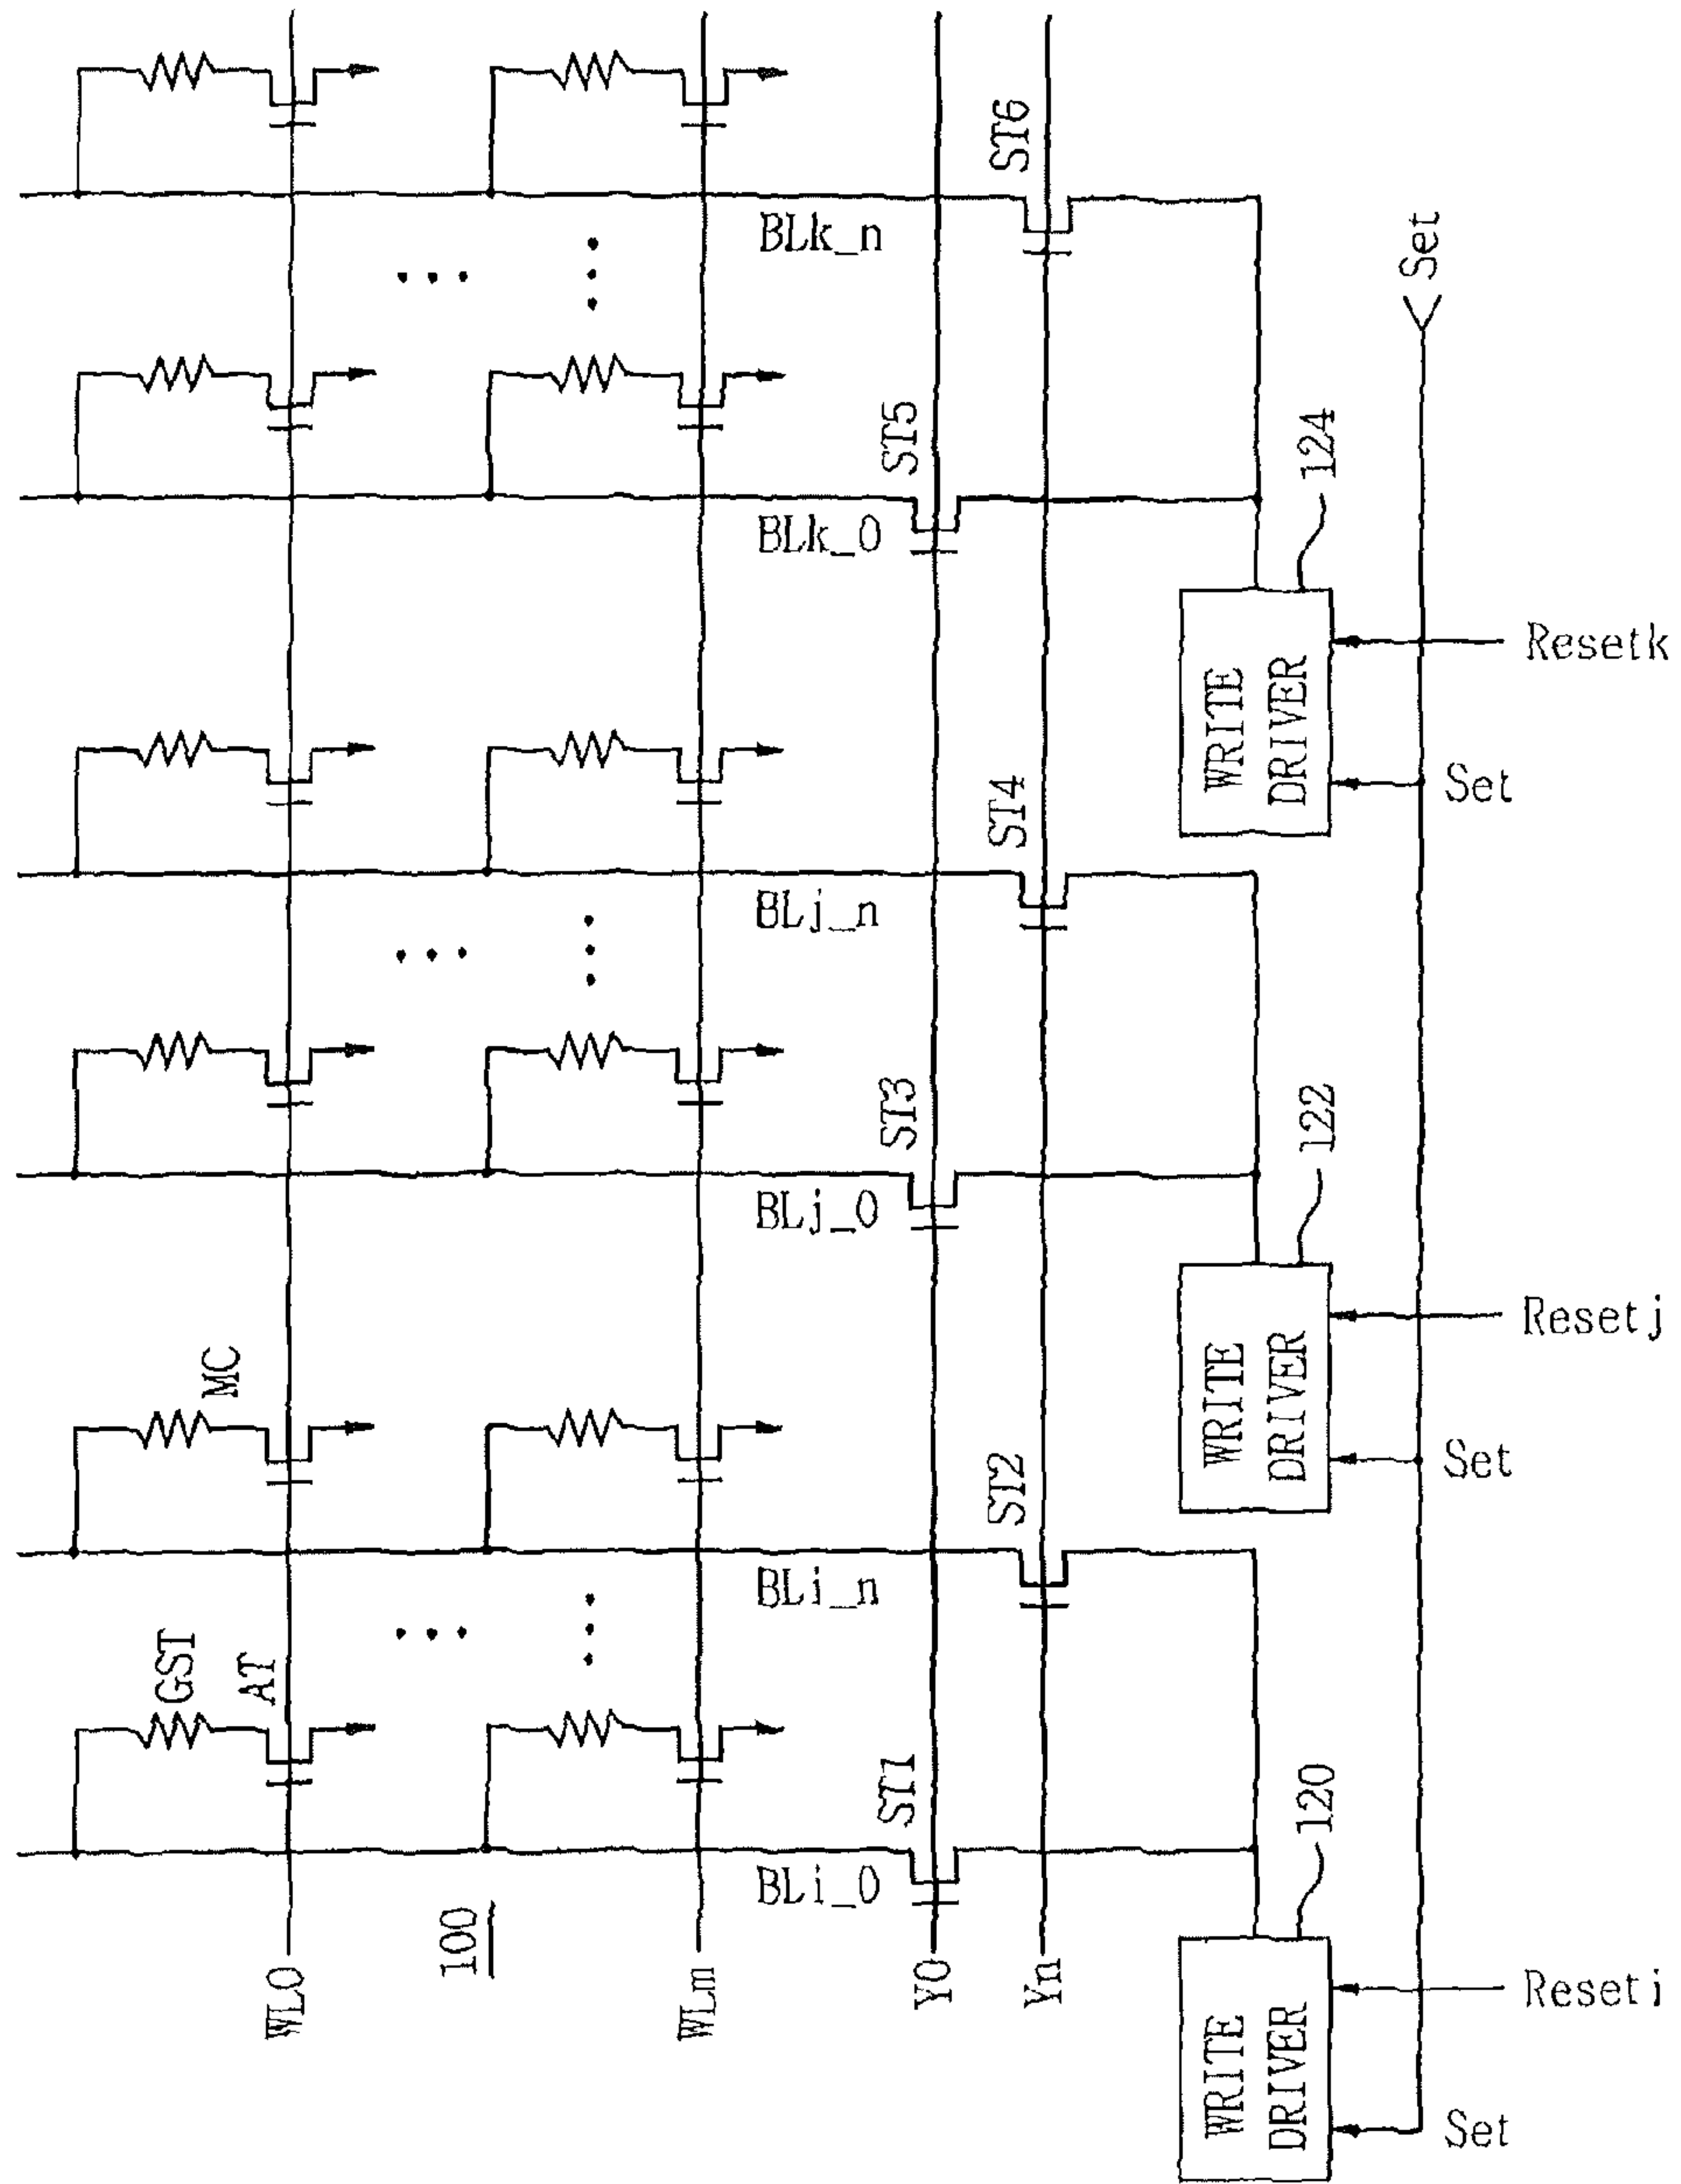 WL0
100
WLm
Y0
Yn
GST
AT
MC
BLi_0
BLi_n
BLj_0
BLj_n
BLk_0
BLk_n
ST1
ST2
ST3
ST4
ST5
ST6
120
122
124
WRITE
DRIVER
WRITE
DRIVER
WRITE
DRIVER
Set
Reseti
Set
Resetj
Set
Resetk
Set